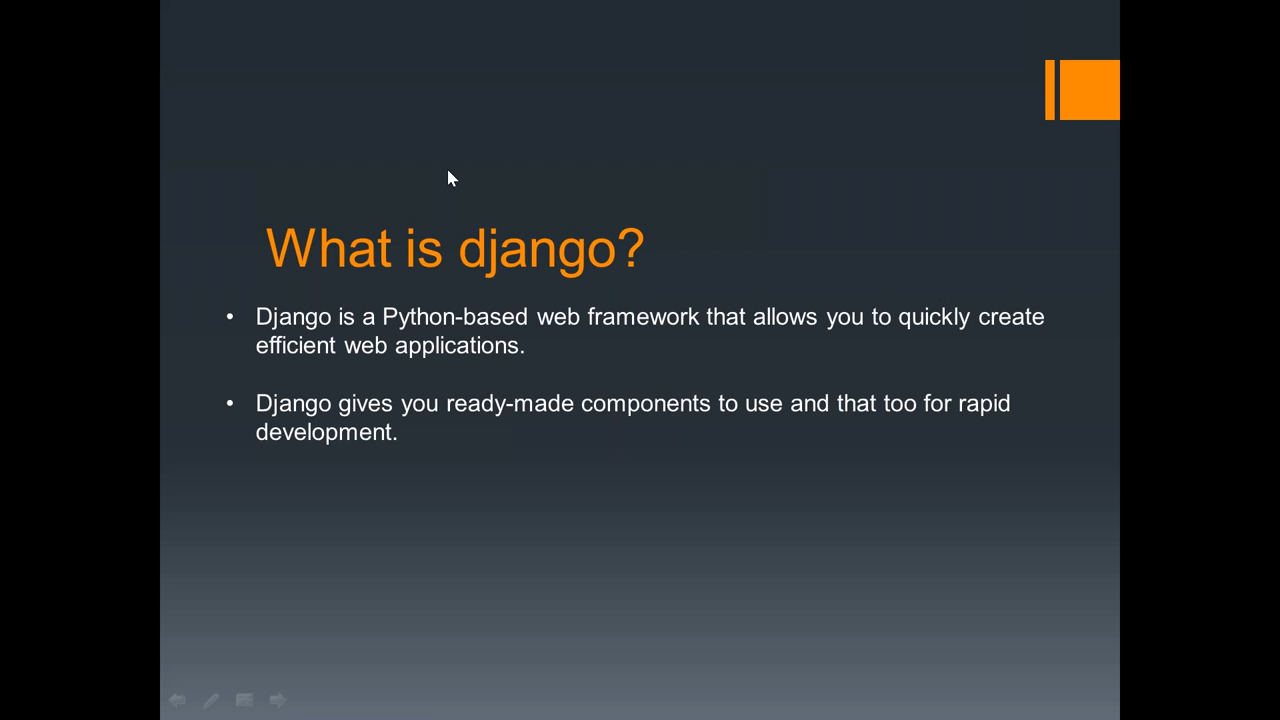 What is django?
• Django is a Python-based web framework that allows you to quickly create
efficient web applications.
• Django gives you ready-made components to use and that too for rapid
development.